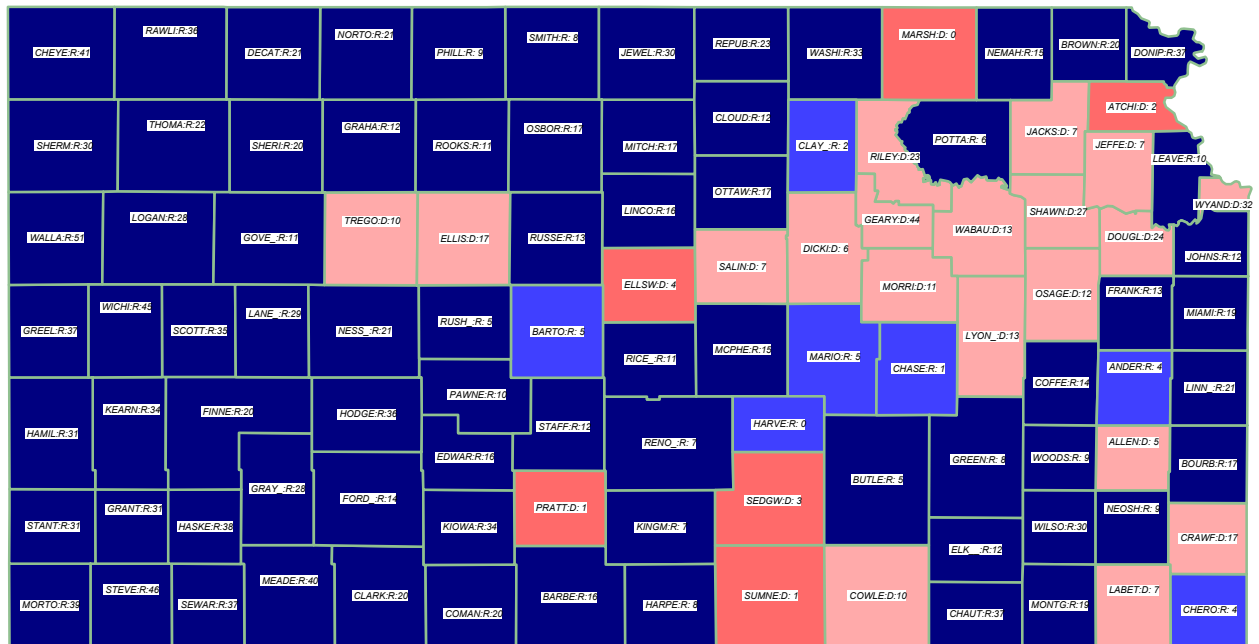 CHEYE:R:41
RAWLI:R:36
DECAT:R:21
NORTO:R:21
PHILL:R: 9
SMITH:R: 8
JEWEL:R:30
REPUB:R:23
WASHI:R:33
MARSH:D: 0
NEMAH:R:15
BROWN:R:20
DONIP:R:37
SHERM:R:30
THOMA:R:22
SHERI:R:20
GRAHA:R:12
ROOKS:R:11
OSBOR:R:17
MITCH:R:17
CLOUD:R:12
CLAY_:R: 2
RILEY:D:23
POTTA:R: 6
JACKS:D: 7
ATCHI:D: 2
JEFFE:D: 7
LEAVE:R:10
WYAND:D:32
WALLA:R:51
LOGAN:R:28
GOVE_:R:11
TREGO:D:10
ELLIS:D:17
RUSSE:R:13
LINCO:R:16
OTTAW:R:17
DICKI:D: 6
GEARY:D:44
WABAU:D:13
SHAWN:D:27
DOUGL:D:24
JOHNS:R:12
ELLSW:D: 4
SALIN:D: 7
MORRI:D:11
OSAGE:D:12
FRANK:R:13
MIAMI:R:19
GREEL:R:37
WICHI:R:45
SCOTT:R:35
LANE_:R:29
NESS_:R:21
RUSH_:R: 5
BARTO:R: 5
RICE_:R:11
MCPHE:R:15
MARIO:R: 5
CHASE:R: 1
LYON_:D:13
COFFE:R:14
ANDER:R: 4
LINN_:R:21
HAMIL:R:31
KEARN:R:34
FINNE:R:20
HODGE:R:36
PAWNE:R:10
STAFF:R:12
RENO_:R: 7
HARVE:R: 0
EDWAR:R:16
GREEN:R: 8
WOODS:R: 9
ALLEN:D: 5
BOURB:R:17
STANT:R:31
GRANT:R:31
HASKE:R:38
GRAY_:R:28
FORD_:R:14
KIOWA:R:34
PRATT:D: 1
KINGM:R: 7
SEDGW:D: 3
BUTLE:R: 5
ELK__:R:12
WILSO:R:30
NEOSH:R: 9
CRAWF:D:17
MORTO:R:39
STEVE:R:46
SEWAR:R:37
MEADE:R:40
CLARK:R:20
COMAN:R:20
BARBE:R:16
HARPE:R: 8
SUMNE:D: 1
COWLE:D:10
CHAUT:R:37
MONTG:R:19
LABET:D: 7
CHERO:R: 4